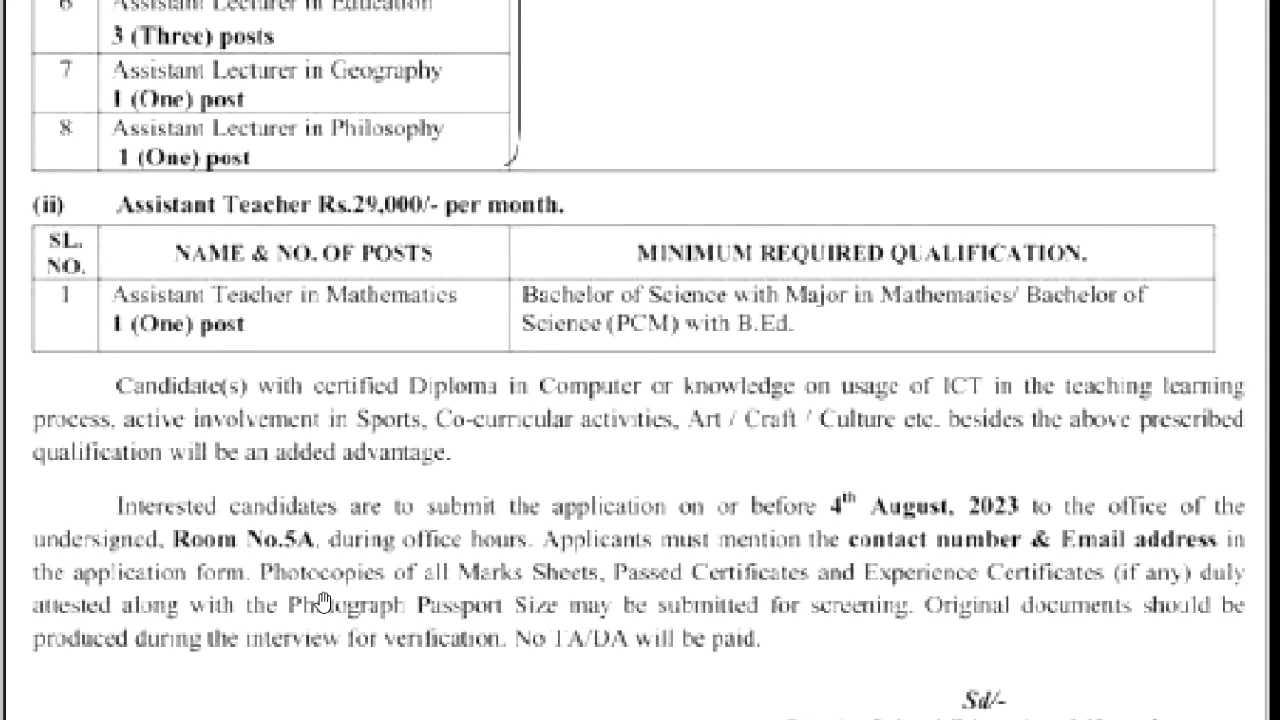 6 Assistant Lecturer in Education
3 (Three) posts
7 Assistant Lecturer in Geography
1 (One) post
8 Assistant Lecturer in Philosophy
1 (One) post
(ii) Assistant Teacher Rs.29,000/- per month.
SL. NO. NAME & NO. OF POSTS MINIMUM REQUIRED QUALIFICATION.
1 Assistant Teacher in Mathematics Bachelor of Science with Major in Mathematics/ Bachelor of
1 (One) post Science (PCM) with B.Ed.
Candidate(s) with certified Diploma in Computer or knowledge on usage of ICT in the teaching learning
process, active involvement in Sports, Co-curricular activities, Art / Craft / Culture etc. besides the above prescribed
qualification will be an added advantage.
Interested candidates are to submit the application on or before 4th August, 2023 to the office of the
undersigned, Room No.5A, during office hours. Applicants must mention the contact number & Email address in
the application form. Photocopies of all Marks Sheets, Passed Certificates and Experience Certificates (if any) duly
attested along with the Photograph Passport Size may be submitted for screening. Original documents should be
produced during the interview for verification. No TA/DA will be paid.
Sd/-